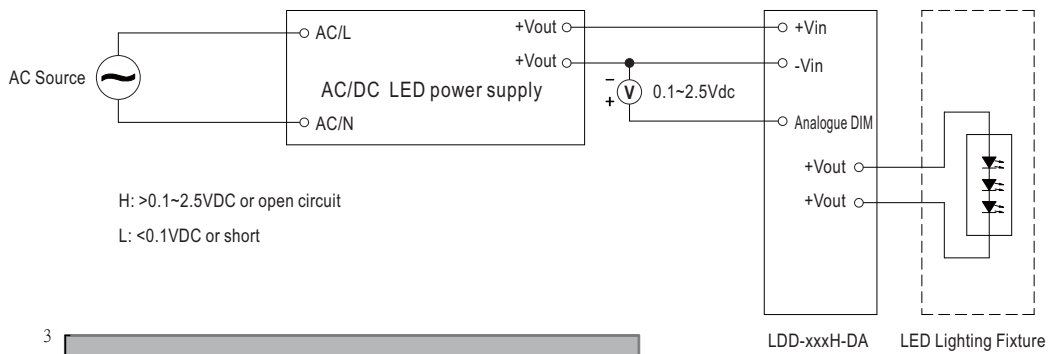 AC Source
AC/L
AC/N
+Vout
+Vout
AC/DC LED power supply
−
+
V
0.1~2.5Vdc
+Vin
-Vin
Analogue DIM
+Vout
+Vout
H: >0.1~2.5VDC or open circuit
L: <0.1VDC or short
LDD-xxxH-DA
LED Lighting Fixture
3